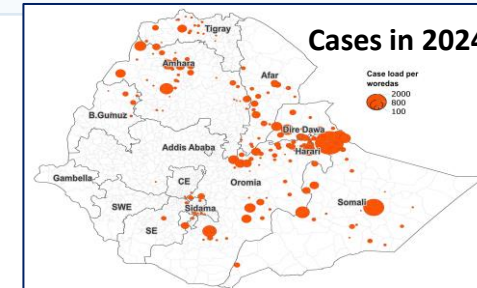 Cases in 2024
Tigray
Amhara
Afar
Case load per
woredas
2000
800
100
B.Gumuz
Dire Dawa
Harari
Addis Ababa
Gambella
CE
Oromia
Somali
SWE
Sidama
SE